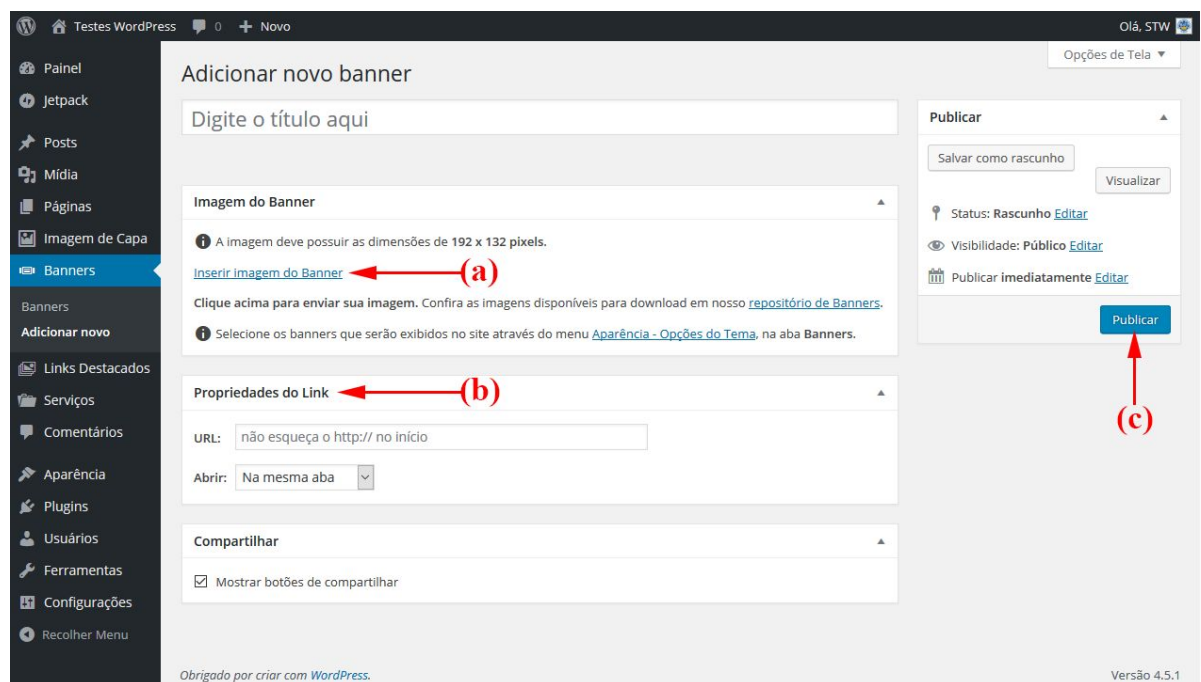 Testes WordPress 0 + Novo Olá, STW
Opções de Tela ▼
Painel
Jetpack
Posts
Mídia
Páginas
Imagem de Capa
Banners
Banners
Adicionar novo
Links Destacados
Serviços
Comentários
Aparência
Plugins
Usuários
Ferramentas
Configurações
Recolher Menu
Adicionar novo banner
Digite o título aqui
Imagem do Banner
A imagem deve possuir as dimensões de 192 x 132 pixels.
Inserir imagem do Banner (a)
Clique acima para enviar sua imagem. Confira as imagens disponíveis para download em nosso repositório de Banners.
Selecione os banners que serão exibidos no site através do menu Aparência - Opções do Tema, na aba Banners.
Propriedades do Link (b)
URL: não esqueça o http:// no início
Abrir: Na mesma aba
Compartilhar
Mostrar botões de compartilhar
Publicar
Salvar como rascunho
Visualizar
Status: Rascunho Editar
Visibilidade: Público Editar
Publicar imediatamente Editar
Publicar
(c)
Obrigado por criar com WordPress. Versão 4.5.1